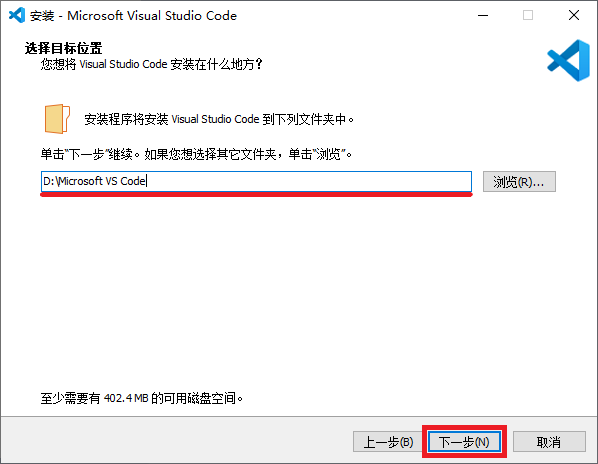 安装 - Microsoft Visual Studio Code
选择目标位置
您想将 Visual Studio Code 安装在什么地方？
安装程序将安装 Visual Studio Code 到下列文件夹中。
单击“下一步”继续。如果您想选择其它文件夹，单击“浏览”。
D:\Microsoft VS Code
浏览(R)...
至少需要有 402.4 MB 的可用磁盘空间。
上一步(B)
下一步(N)
取消